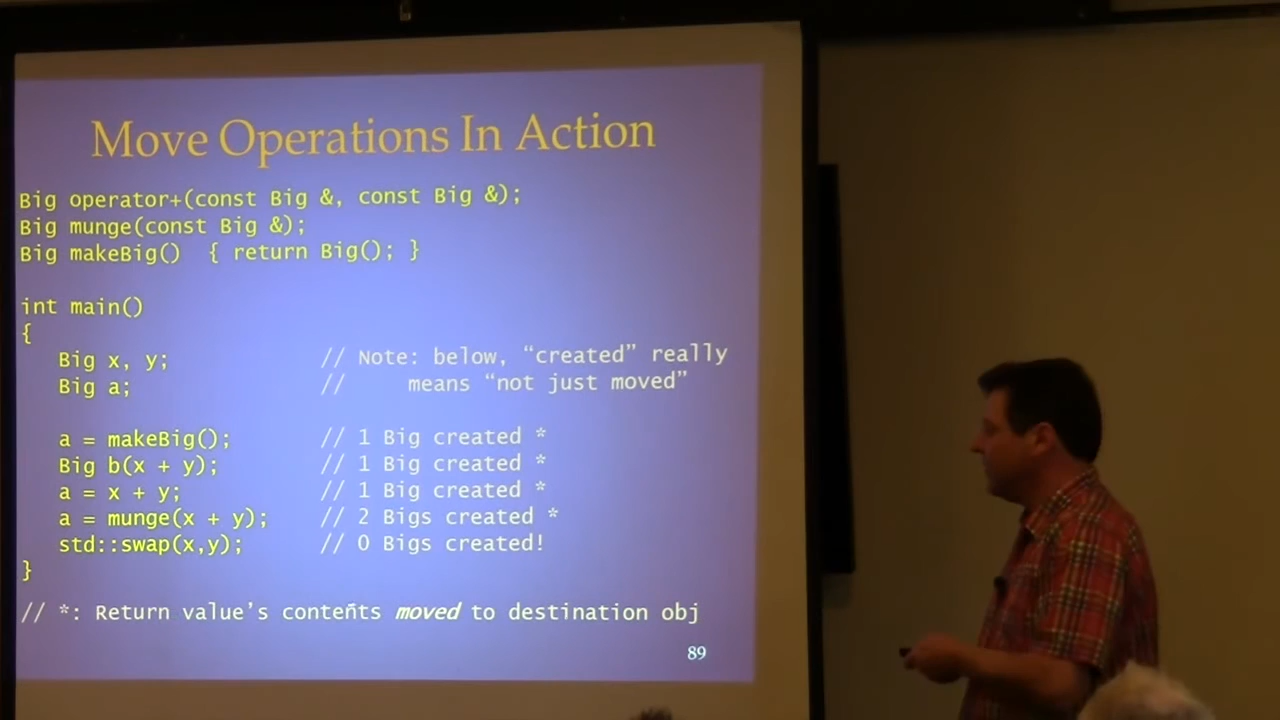 Move Operations In Action
Big operator+(const Big &, const Big &);
Big munge(const Big &);
Big makeBig() { return Big(); }
int main()
{
Big x, y; // Note: below, “created” really
Big a; // means “not just moved”
a = makeBig(); // 1 Big created *
Big b(x + y); // 1 Big created *
a = x + y; // 1 Big created *
a = munge(x + y); // 2 Bigs created *
std::swap(x,y); // 0 Bigs created!
}
// *: Return value’s contents moved to destination obj
89